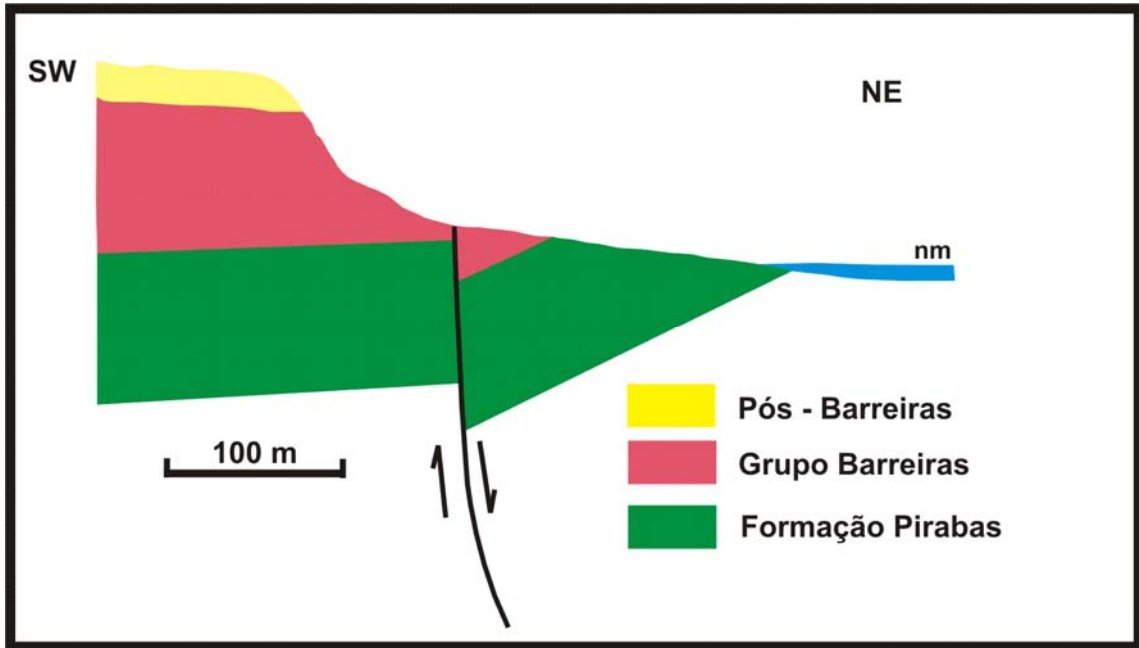 SW
NE
nm
100 m
Pós - Barreiras
Grupo Barreiras
Formação Pirabas